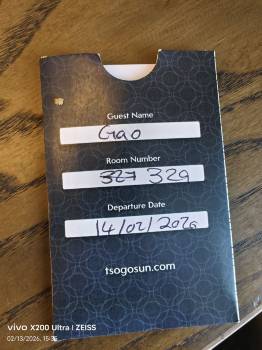 Guest Name
Gao
Room Number
327 329
Departure Date
14/02/2026
tsogosun.com
vivo X200 Ultra | ZEISS
02/13/2026, 15:35